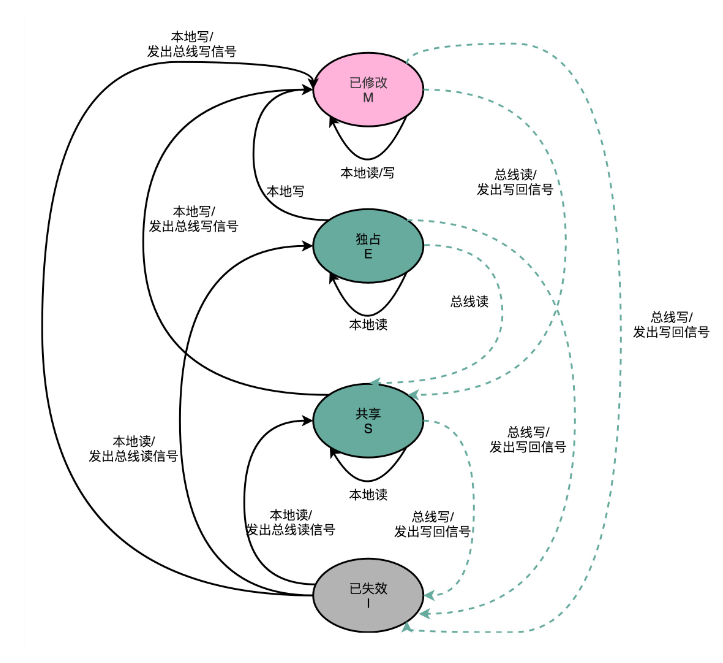 本地写/
发出总线写信号
已修改
M
本地读/写
总线读/
发出写回信号
本地写
本地写/
发出总线写信号
独占
E
总线读
本地读
总线写/
发出写回信号
共享
S
本地读/
发出总线读信号
总线写/
发出写回信号
本地读
本地读/
发出总线读信号
总线写/
发出写回信号
已失效
I